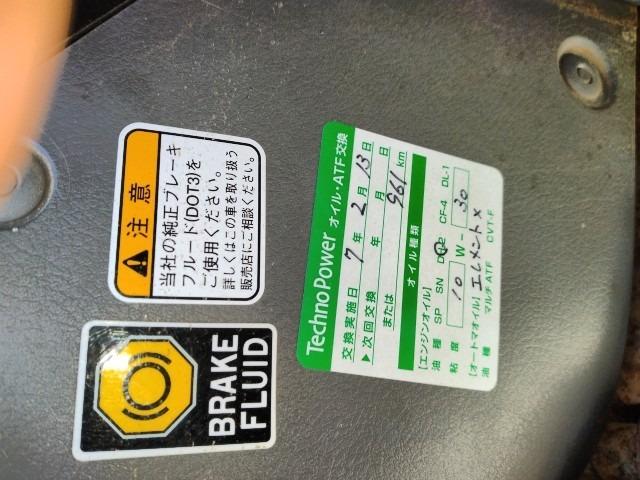 注意
当社の純正ブレーキ
フルード(DOT3)を
ご使用ください。
詳しくはこの車を取り扱う
販売店にご相談ください。
BRAKE
FLUID
TechnoPower オイル・ATF交換
交換実施日 7年 2月 13日
▶次回交換 年 月 日
または 961 km
オイル種類
[エンジンオイル]
油種 SP SN CF-4 DL-1
粘度 10 W 30
[オートマオイル] エレメント×
油種 マルチATF CVT-F